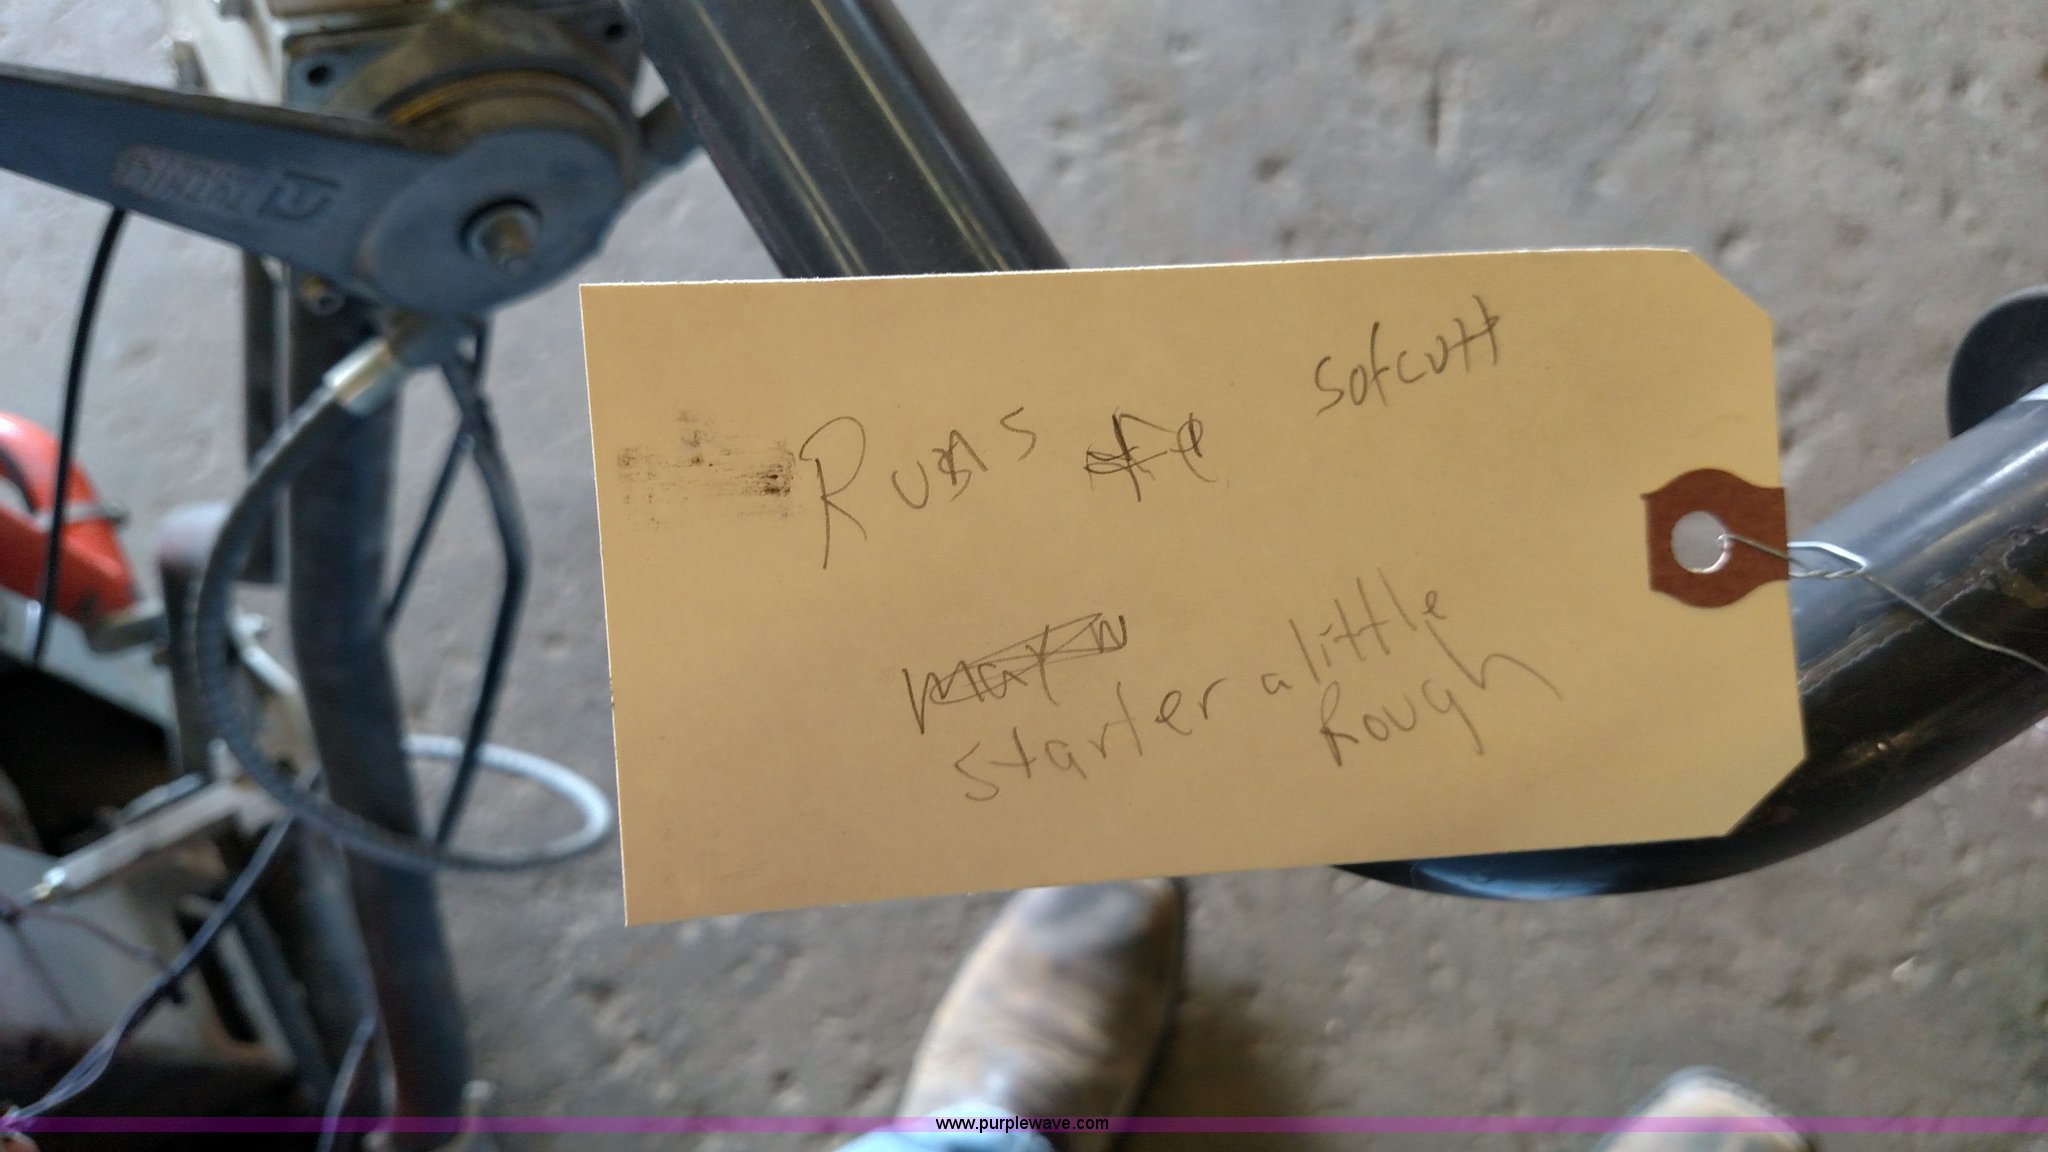 sofcutt
Runs
starter a little
Rough
www.purplewave.com